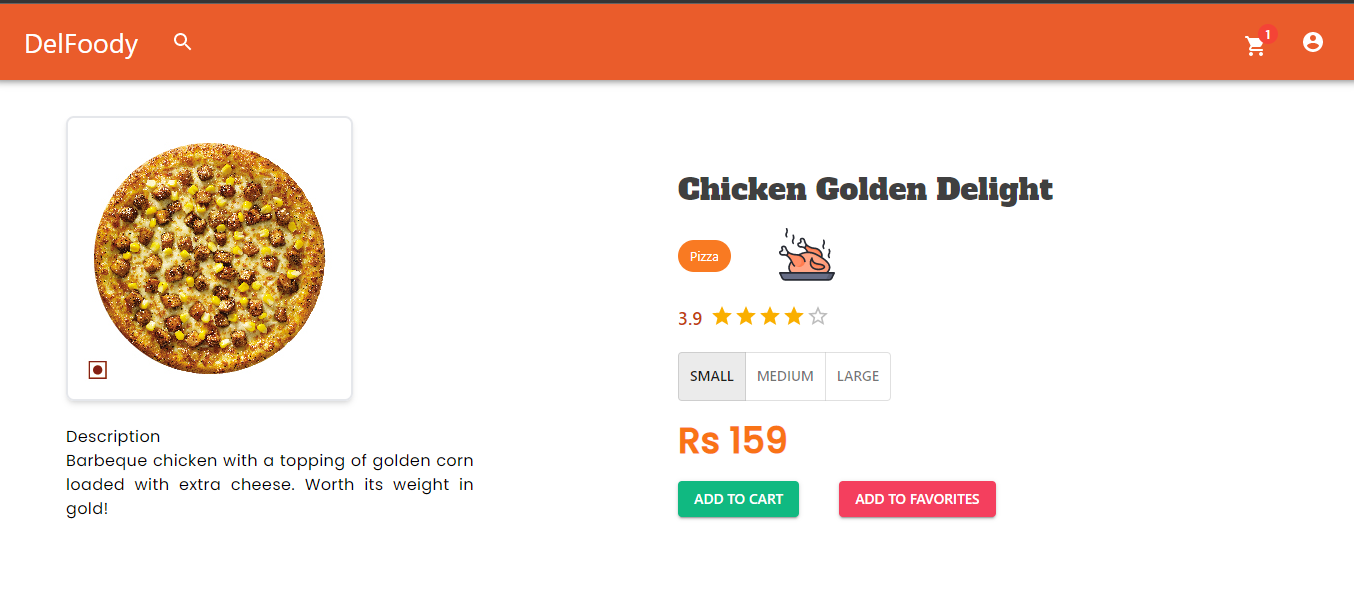 DelFoody
1
Chicken Golden Delight
Pizza
3.9
SMALL MEDIUM LARGE
Rs 159
ADD TO CART ADD TO FAVORITES
Description
Barbeque chicken with a topping of golden corn
loaded with extra cheese. Worth its weight in
gold!